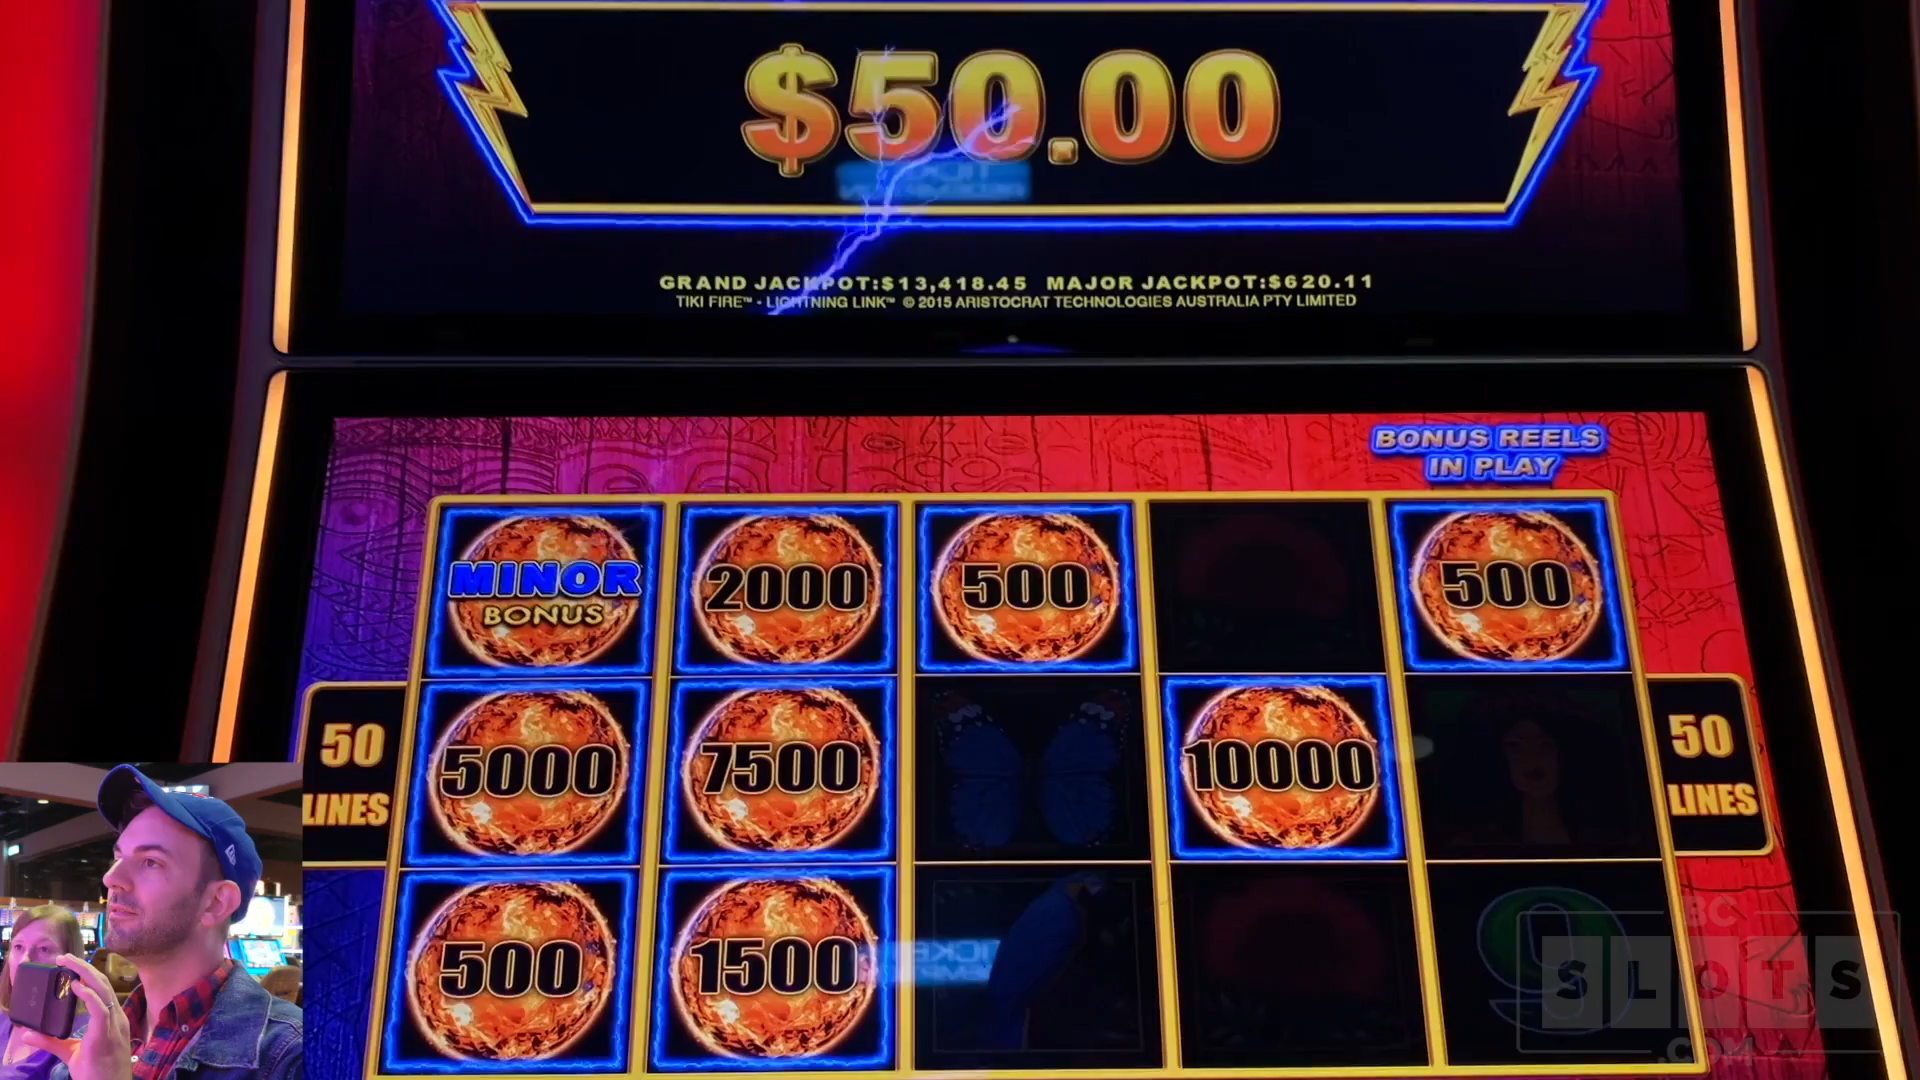 $50.00
GRAND JACKPOT:$13,418.45 MAJOR JACKPOT:$620.11
TIKI FIRE™ - LIGHTNING LINK™ © 2015 ARISTOCRAT TECHNOLOGIES AUSTRALIA PTY LIMITED
BONUS REELS
IN PLAY
MINOR
BONUS
2000
500
500
50
LINES
5000
7500
10000
50
LINES
500
1500
9
BC
SLOTS
.COM